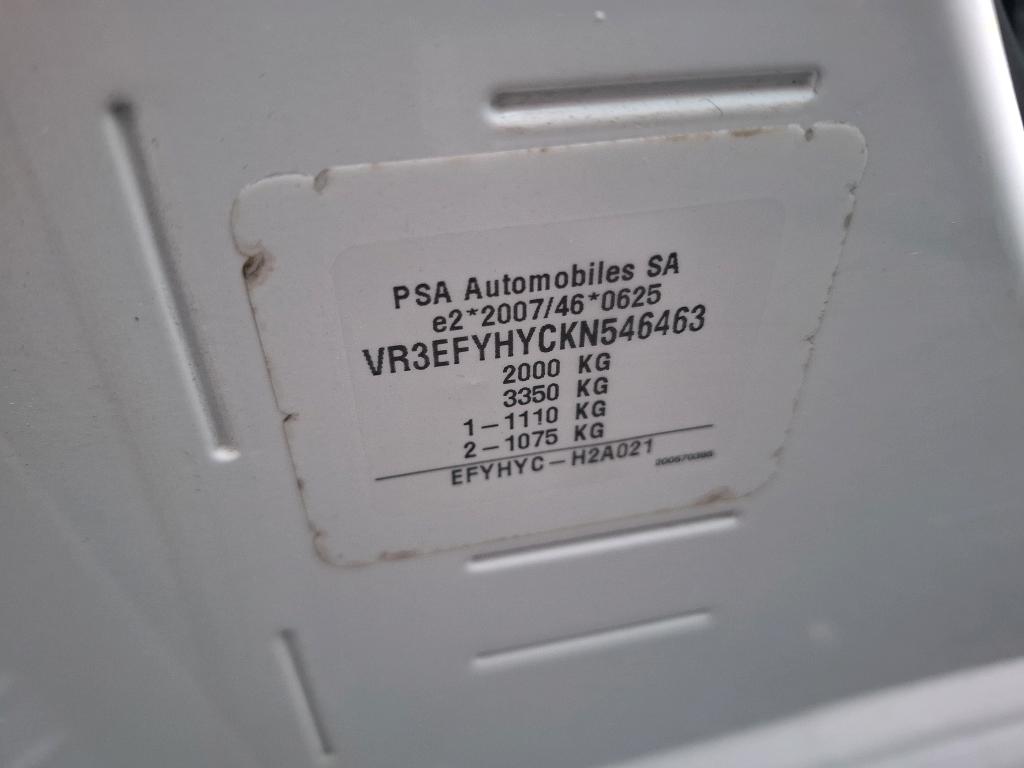 PSA Automobiles SA
e2*2007/46*0625
VR3EFYHYCKN546463
2000 KG
3350 KG
1-1110 KG
2-1075 KG
EFYHYC-H2A021